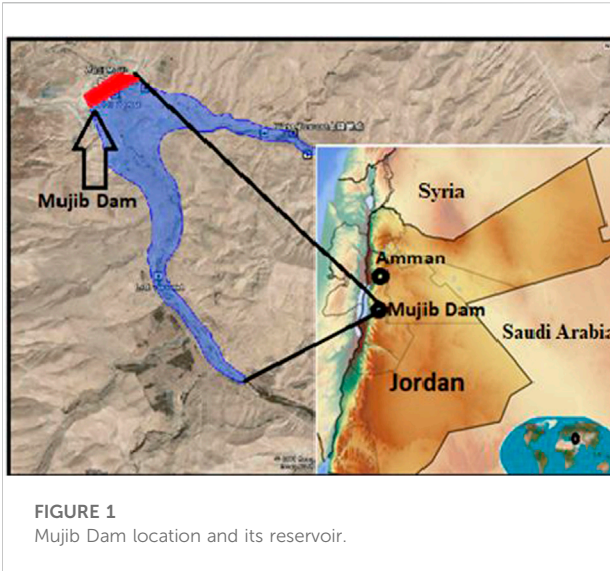 Mujib Dam
Syria
Amman
Mujib Dam
Saudi Arabia
Jordan
FIGURE 1
Mujib Dam location and its reservoir.